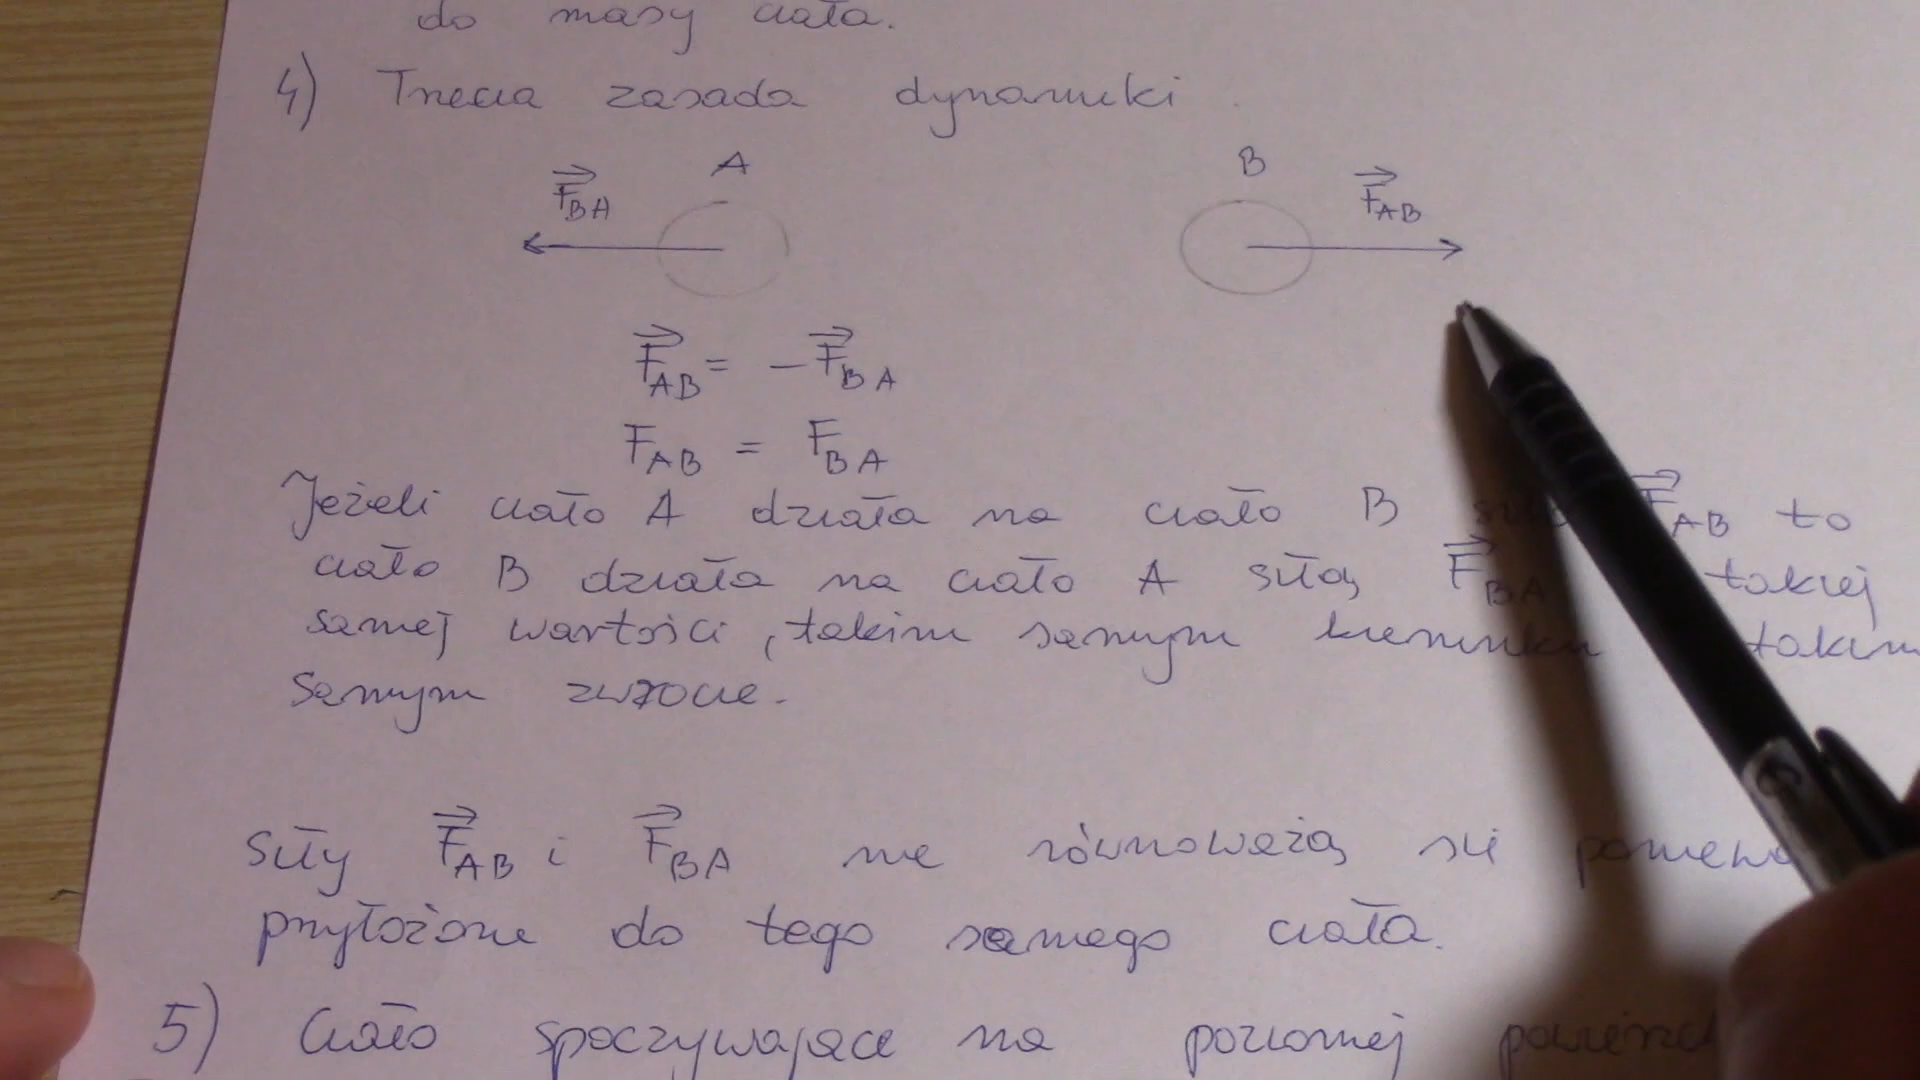 do masy ciała.
4) Trzecia zasada dynamiki.
A B
F⃗BA F⃗AB
F⃗AB = -F⃗BA
FAB = FBA
Jeżeli ciało A działa na ciało B F⃗AB to
ciało B działa na ciało A siłą F⃗BA takiej
samej wartości, takim samym kierunku takim
samym zwrocie.
Siły F⃗AB i F⃗BA nie równoważą się
przyłożone do tego samego ciała.
5) Ciało spoczywające na poziomej